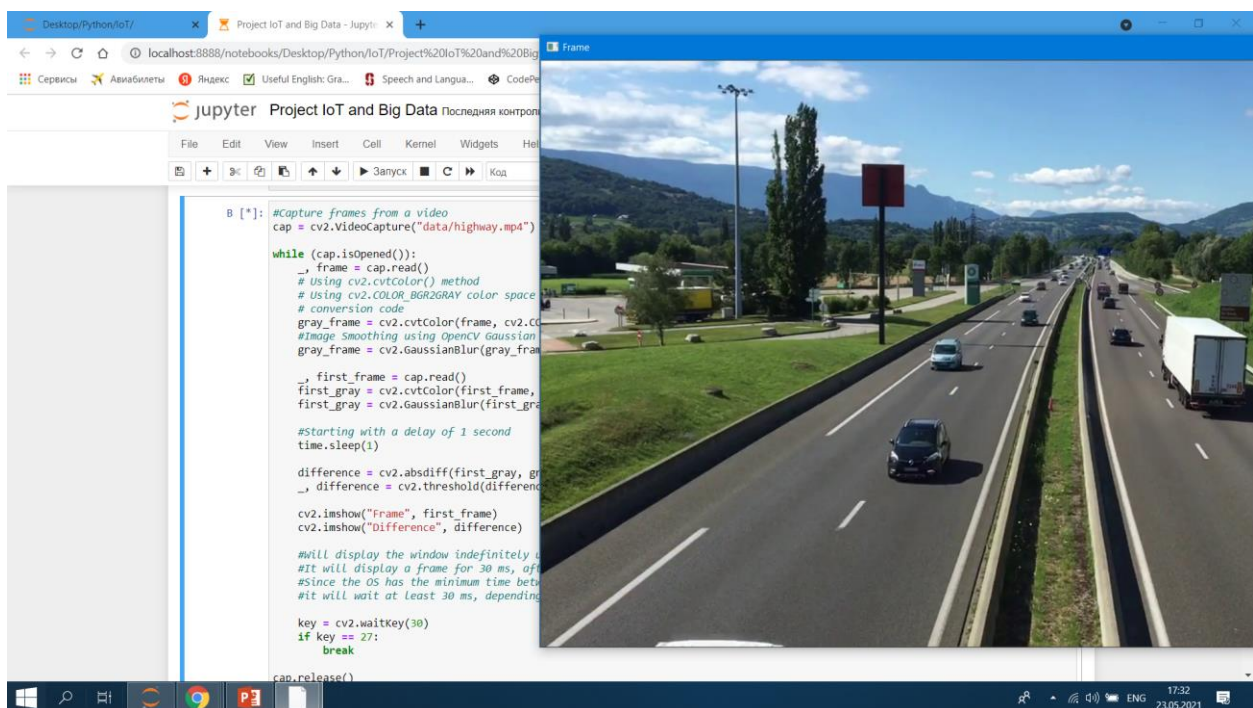 Desktop/Python/IoT/
Project IoT and Big Data - Jupyte
localhost:8888/notebooks/Desktop/Python/IoT/Project%20IoT%20and%20Big
Сервисы Авиабилеты Яндекс Useful English: Gra... Speech and Langua... CodePe
Frame
jupyter Project IoT and Big Data Последняя контрол
File Edit View Insert Cell Kernel Widgets Hel
Запуск Код
В [*]: #Capture frames from a video
cap = cv2.VideoCapture("data/highway.mp4")
while (cap.isOpened()):
_, frame = cap.read()
# Using cv2.cvtColor() method
# Using cv2.COLOR_BGR2GRAY color space
# conversion code
gray_frame = cv2.cvtColor(frame, cv2.CO
#Image Smoothing using OpenCV Gaussian
gray_frame = cv2.GaussianBlur(gray_fram
_, first_frame = cap.read()
first_gray = cv2.cvtColor(first_frame,
first_gray = cv2.GaussianBlur(first_gra
#Starting with a delay of 1 second
time.sleep(1)
difference = cv2.absdiff(first_gray, gr
_, difference = cv2.threshold(differenc
cv2.imshow("Frame", first_frame)
cv2.imshow("Difference", difference)
#Will display the window indefinitely u
#It will display a frame for 30 ms, aft
#Since the OS has the minimum time betw
#it will wait at least 30 ms, depending
key = cv2.waitKey(30)
if key == 27:
break
cap.release()
ENG
17:32
23.05.2021